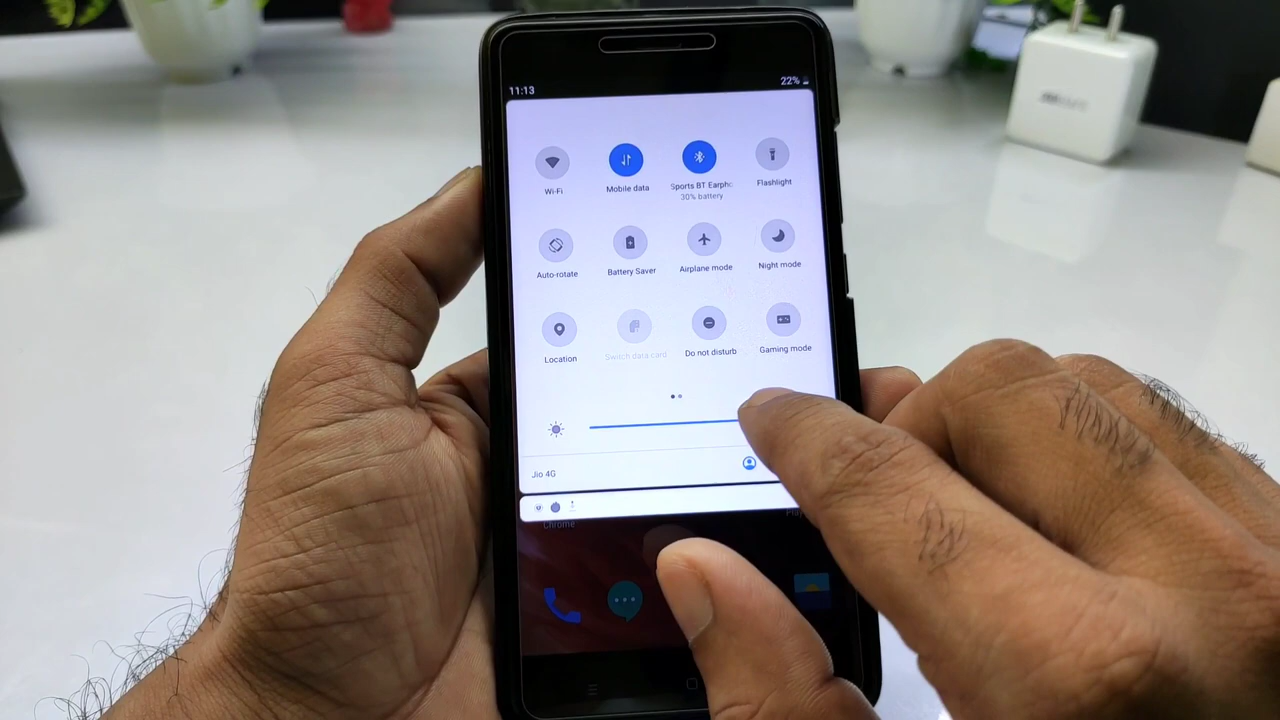 11:13
22%
Wi-Fi
Mobile data
Sports BT Earpho
30% battery
Flashlight
Auto-rotate
Battery Saver
Airplane mode
Night mode
Location
Switch data card
Do not disturb
Gaming mode
Jio 4G
Chrome